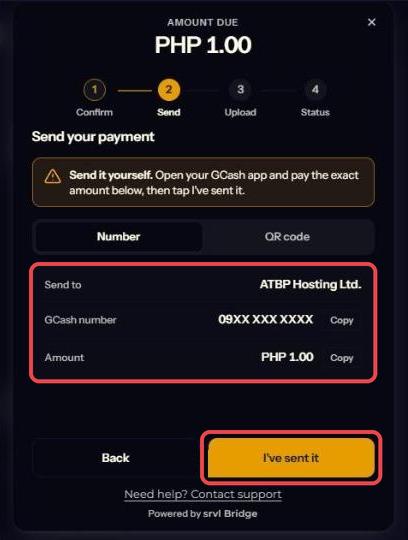 AMOUNT DUE
PHP 1.00
1
2
3
4
Confirm
Send
Upload
Status
Send your payment
Send it yourself. Open your GCash app and pay the exact
amount below, then tap I've sent it.
Number
QR code
Send to
ATBP Hosting Ltd.
GCash number
09XX XXX XXXX
Copy
Amount
PHP 1.00
Copy
Back
I've sent it
Need help? Contact support
Powered by srvl Bridge